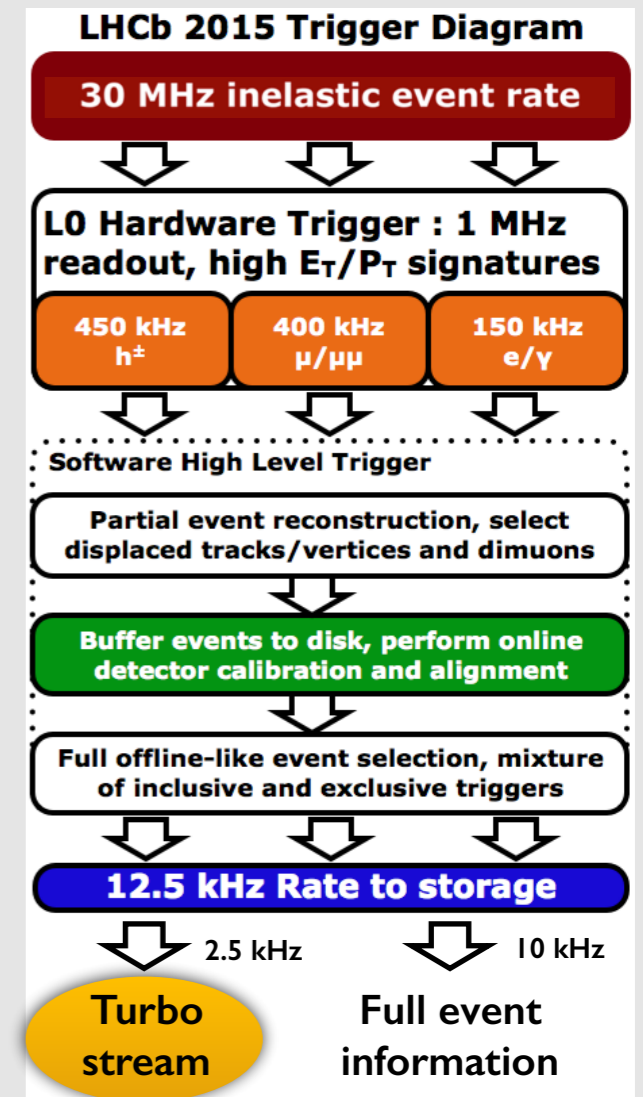 LHCb 2015 Trigger Diagram
30 MHz inelastic event rate
L0 Hardware Trigger : 1 MHz
readout, high E_T/P_T signatures
450 kHz
h±
400 kHz
μ/μμ
150 kHz
e/γ
Software High Level Trigger
Partial event reconstruction, select
displaced tracks/vertices and dimuons
Buffer events to disk, perform online
detector calibration and alignment
Full offline-like event selection, mixture
of inclusive and exclusive triggers
12.5 kHz Rate to storage
2.5 kHz
10 kHz
Turbo
stream
Full event
information